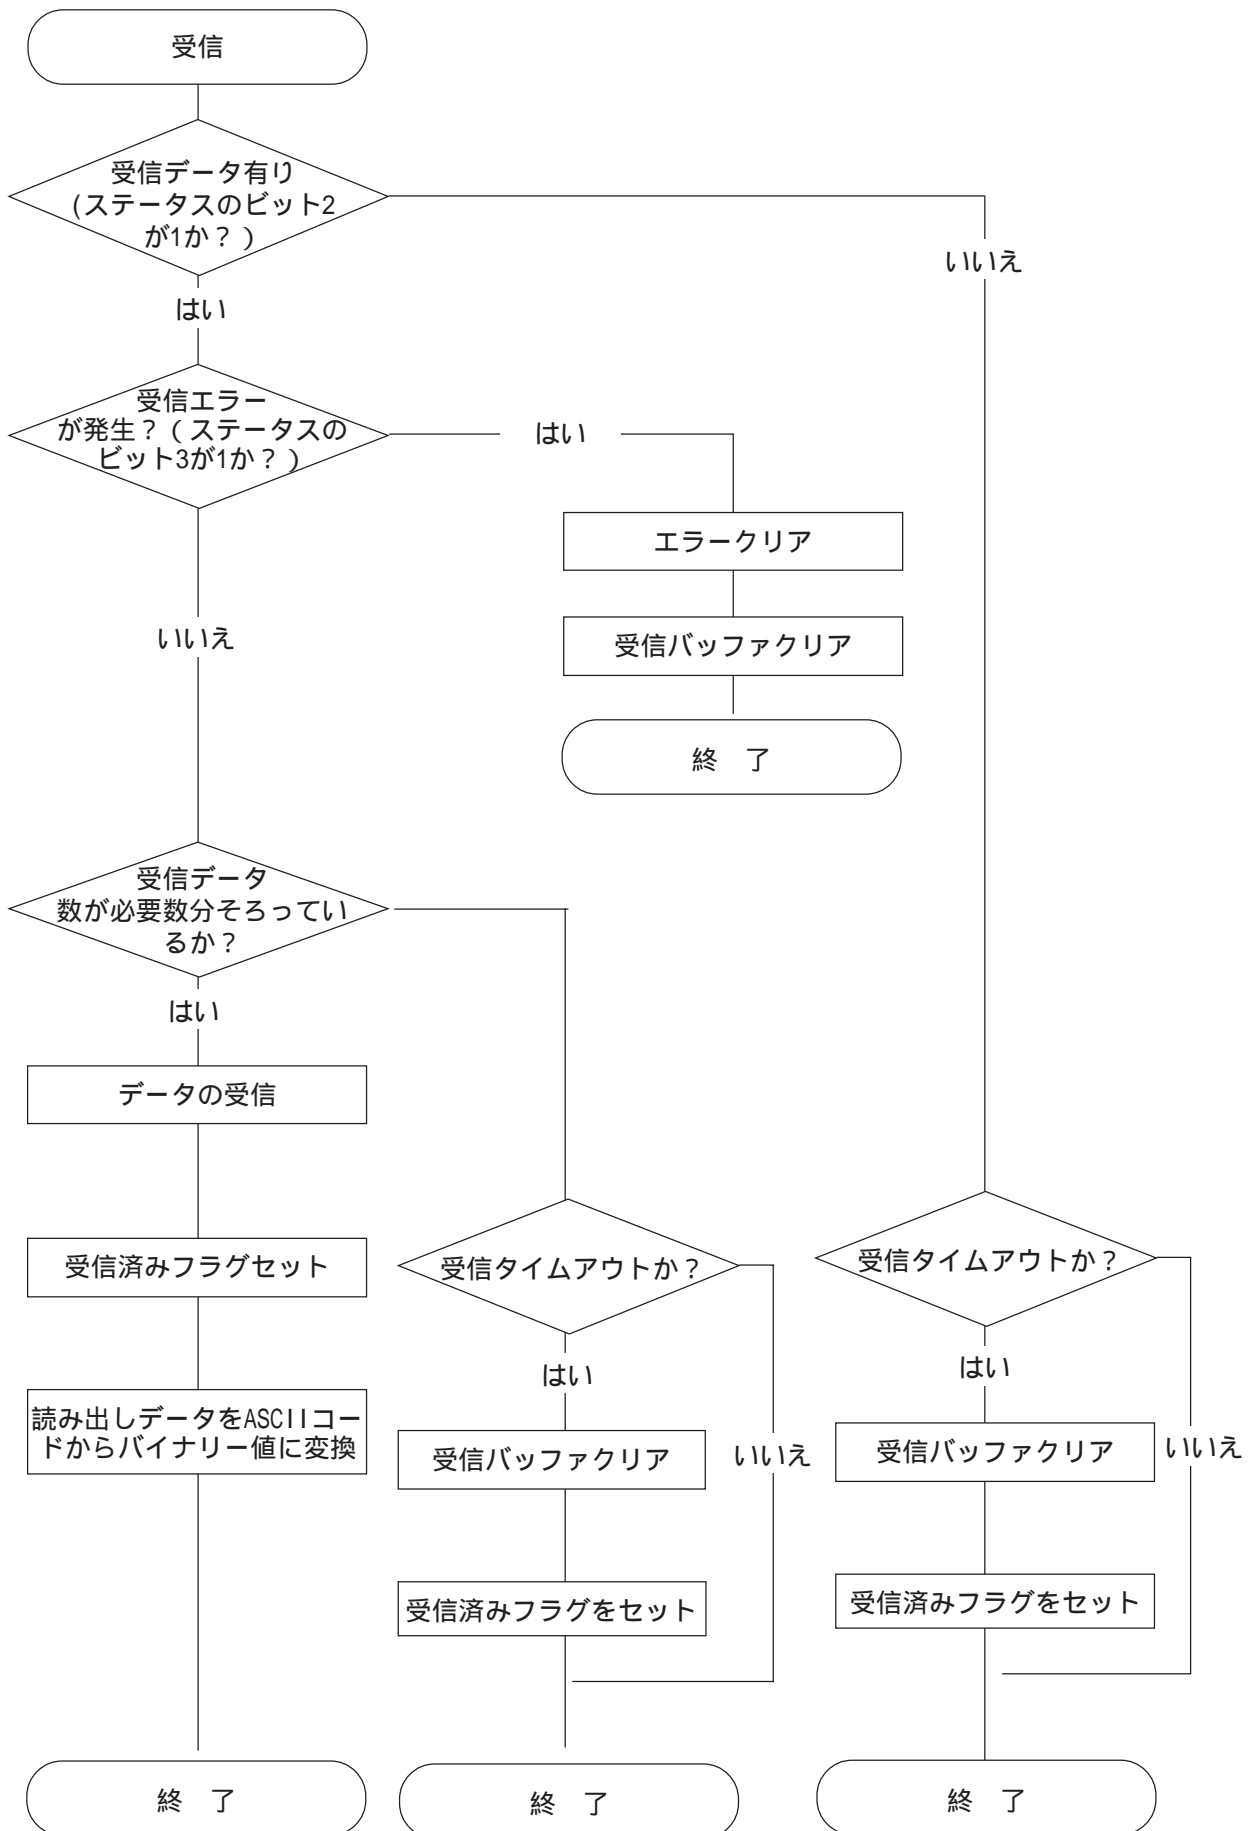 受信
受信データ有り
(ステータスのビット2
が1か？)
いいえ
はい
受信エラー
が発生？(ステータスの
ビット3が1か？)
はい
エラークリア
いいえ
受信バッファクリア
終　了
受信データ
数が必要数分そろってい
るか？
はい
データの受信
受信済みフラグセット
受信タイムアウトか？
受信タイムアウトか？
はい
はい
読み出しデータをASCIIコー
ドからバイナリー値に変換
受信バッファクリア
いいえ
受信バッファクリア
いいえ
受信済みフラグをセット
受信済みフラグをセット
終　了
終　了
終　了